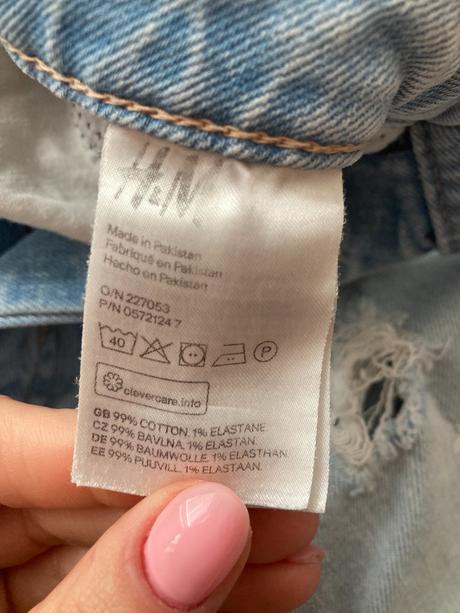 H&M
Made in Pakistan
Fabriqué en Pakistan
Hecho en Pakistan
O/N 227053
P/N 0572124 7
40 P
clevercare.info
GB 99% COTTON. 1% ELASTANE
CZ 99% BAVLNA. 1% ELASTAN.
DE 99% BAUMWOLLE. 1% ELASTHAN.
EE 99% PUUVILL. 1% ELASTAAN.